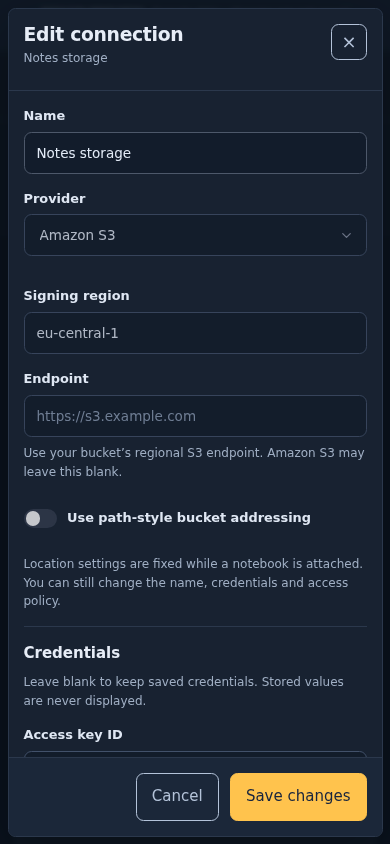 Edit connection
Notes storage
Name
Notes storage
Provider
Amazon S3
Signing region
eu-central-1
Endpoint
https://s3.example.com
Use your bucket’s regional S3 endpoint. Amazon S3 may
leave this blank.
Use path-style bucket addressing
Location settings are fixed while a notebook is attached.
You can still change the name, credentials and access
policy.
Credentials
Leave blank to keep saved credentials. Stored values
are never displayed.
Access key ID
Cancel
Save changes